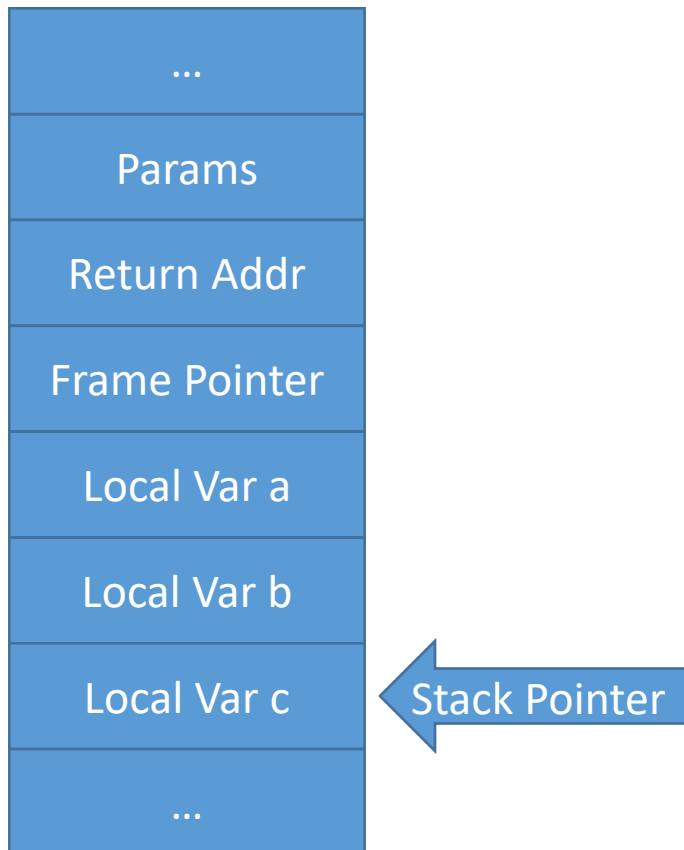 ...
Params
Return Addr
Frame Pointer
Local Var a
Local Var b
Local Var c
Stack Pointer
...